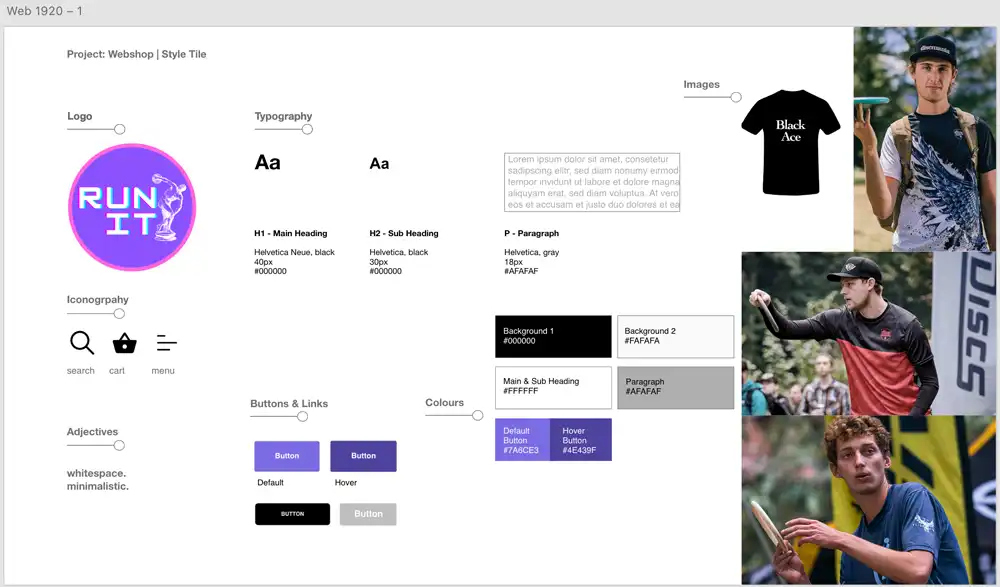 Web 1920 – 1
Project: Webshop | Style Tile
Logo
RUN
IT
Typography
Aa
Aa
Lorem ipsum dolor sit amet, consetetur
sadipscing elitr, sed diam nonumy eirmod
tempor invidunt ut labore et dolore magna
aliquyam erat, sed diam voluptua. At vero
eos et accusam et justo duo dolores et ea
H1 - Main Heading
Helvetica Neue, black
40px
#000000
H2 - Sub Heading
Helvetica, black
30px
#000000
P - Paragraph
Helvetica, gray
18px
#AFAFAF
Images
Black
Ace
DISCS
Iconogrpahy
search
cart
menu
Adjectives
whitespace.
minimalistic.
Buttons & Links
Button
Default
Button
Hover
BUTTON
Button
Colours
Background 1
#000000
Background 2
#FAFAFA
Main & Sub Heading
#FFFFFF
Paragraph
#AFAFAF
Default
Button
#7A6CE3
Hover
Button
#4E439F